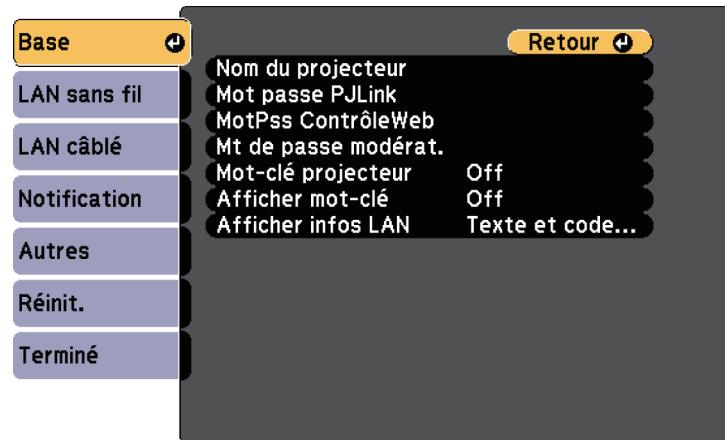 Base
LAN sans fil
LAN câblé
Notification
Autres
Réinit.
Terminé
Retour
Nom du projecteur
Mot passe PJLink
MotPss ContrôleWeb
Mt de passe modérat.
Mot-clé projecteur Off
Afficher mot-clé Off
Afficher infos LAN Texte et code...